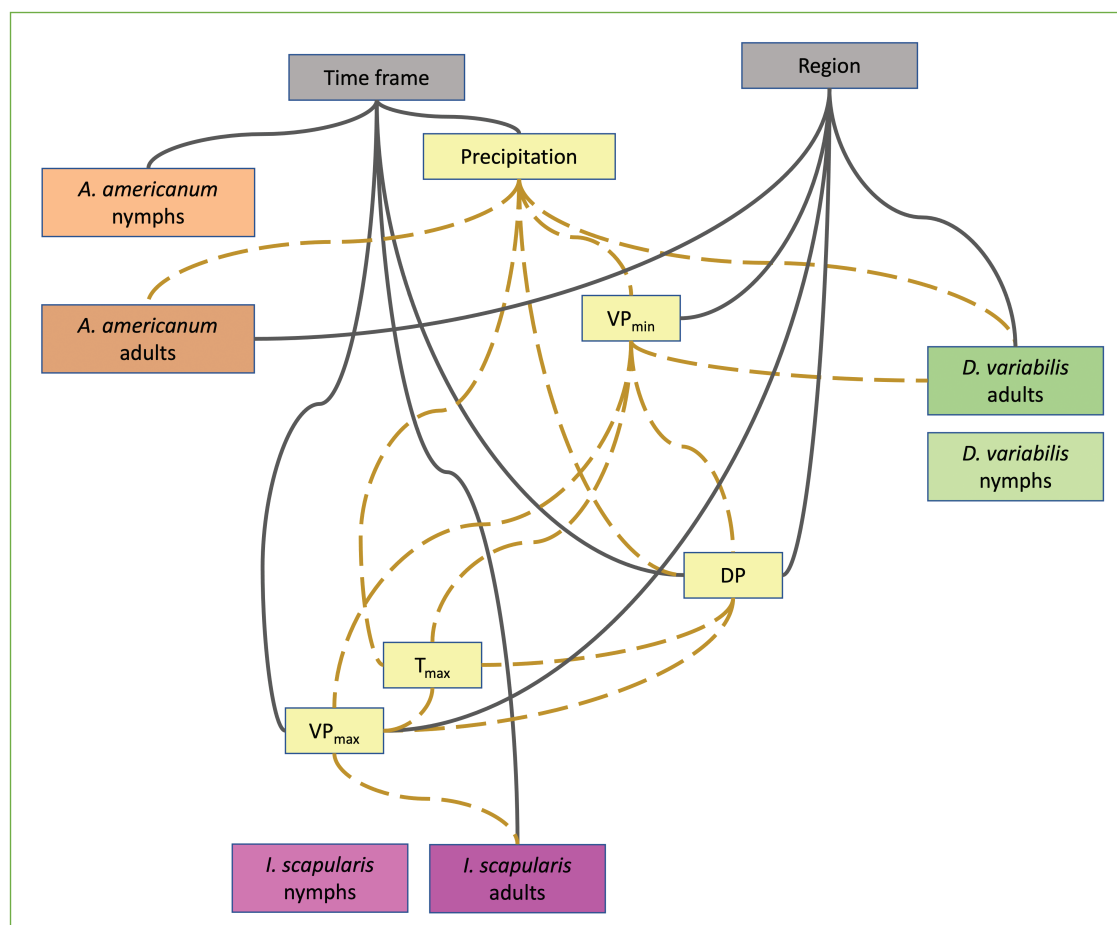 Time frame
Region
Precipitation
A. americanum
nymphs
A. americanum
adults
VPmin
D. variabilis
adults
D. variabilis
nymphs
DP
Tmax
VPmax
I. scapularis
nymphs
I. scapularis
adults